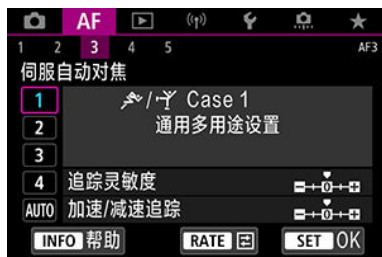 AF
1 2 3 4 5 AF3
伺服自动对焦
1 / Case 1
2 通用多用途设置
3
4 追踪灵敏度 -0+
AUTO 加速/减速追踪 -0+
INFO 帮助 RATE SET OK